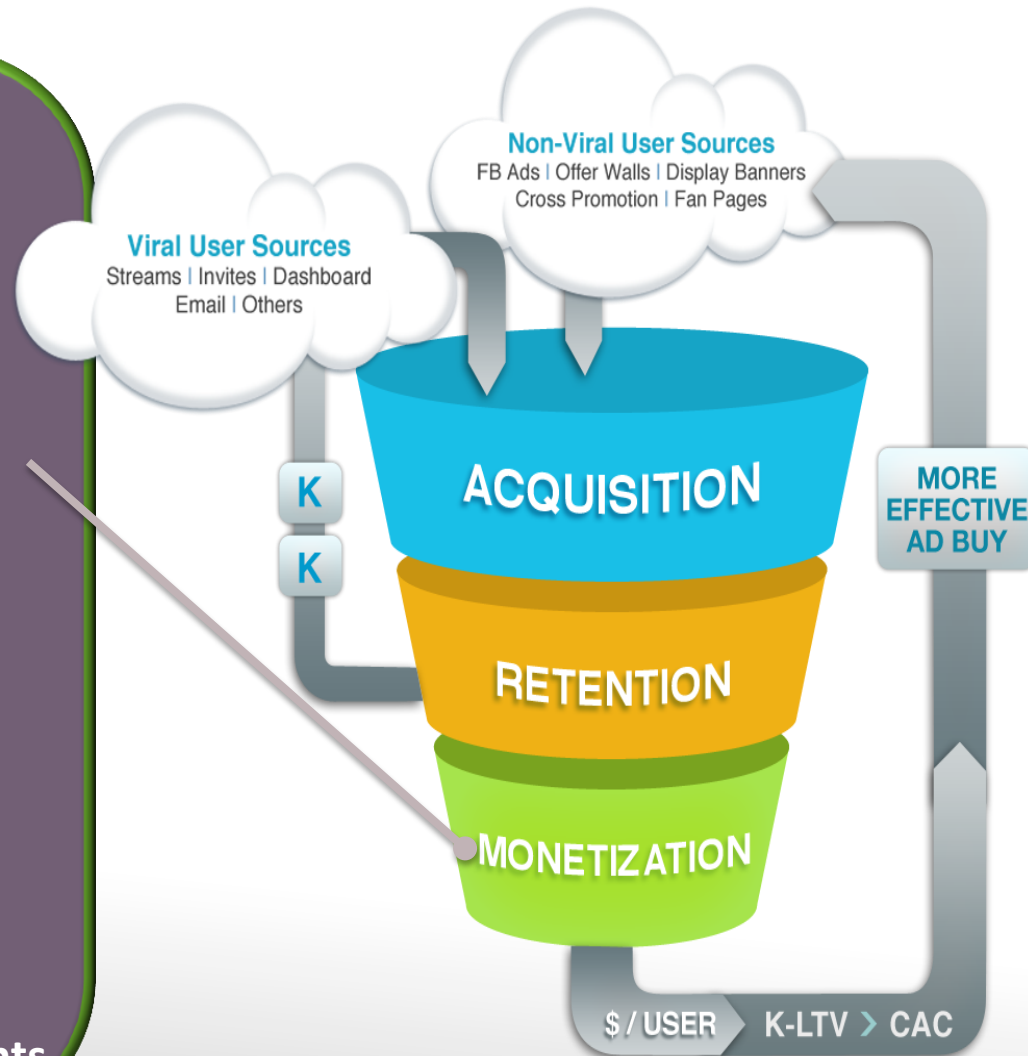 Non-Viral User Sources
FB Ads | Offer Walls | Display Banners
Cross Promotion | Fan Pages
Viral User Sources
Streams | Invites | Dashboard
Email | Others
K
K
ACQUISITION
MORE
EFFECTIVE
AD BUY
RETENTION
MONETIZATION
$ / USER
K-LTV > CAC